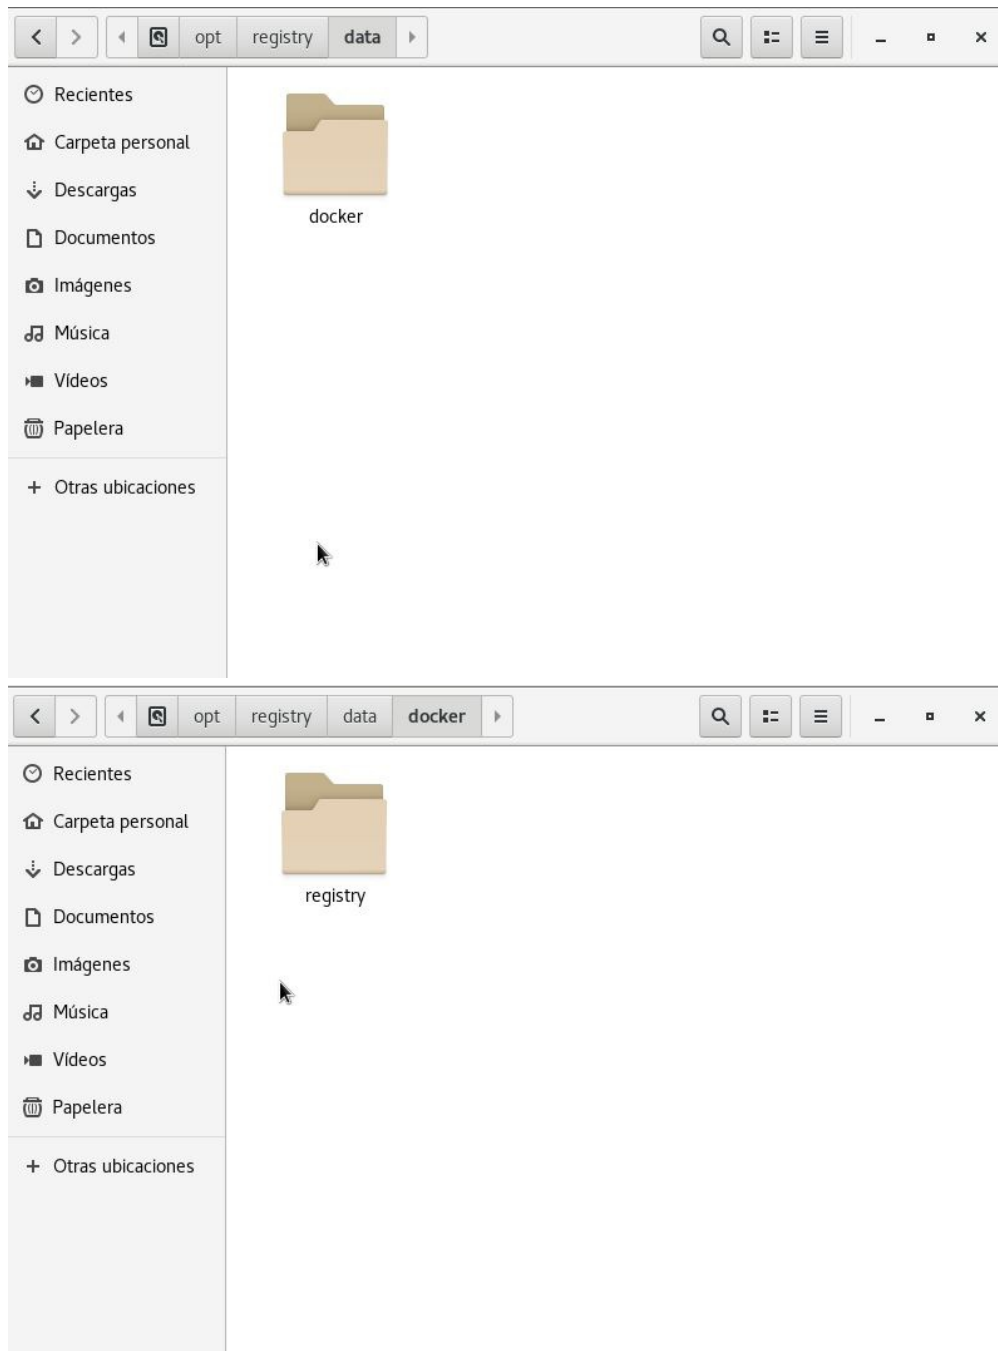 opt registry data
Recientes
Carpeta personal
Descargas
Documentos
Imágenes
Música
Vídeos
Papelera
Otras ubicaciones
docker
opt registry data docker
Recientes
Carpeta personal
Descargas
Documentos
Imágenes
Música
Vídeos
Papelera
Otras ubicaciones
registry